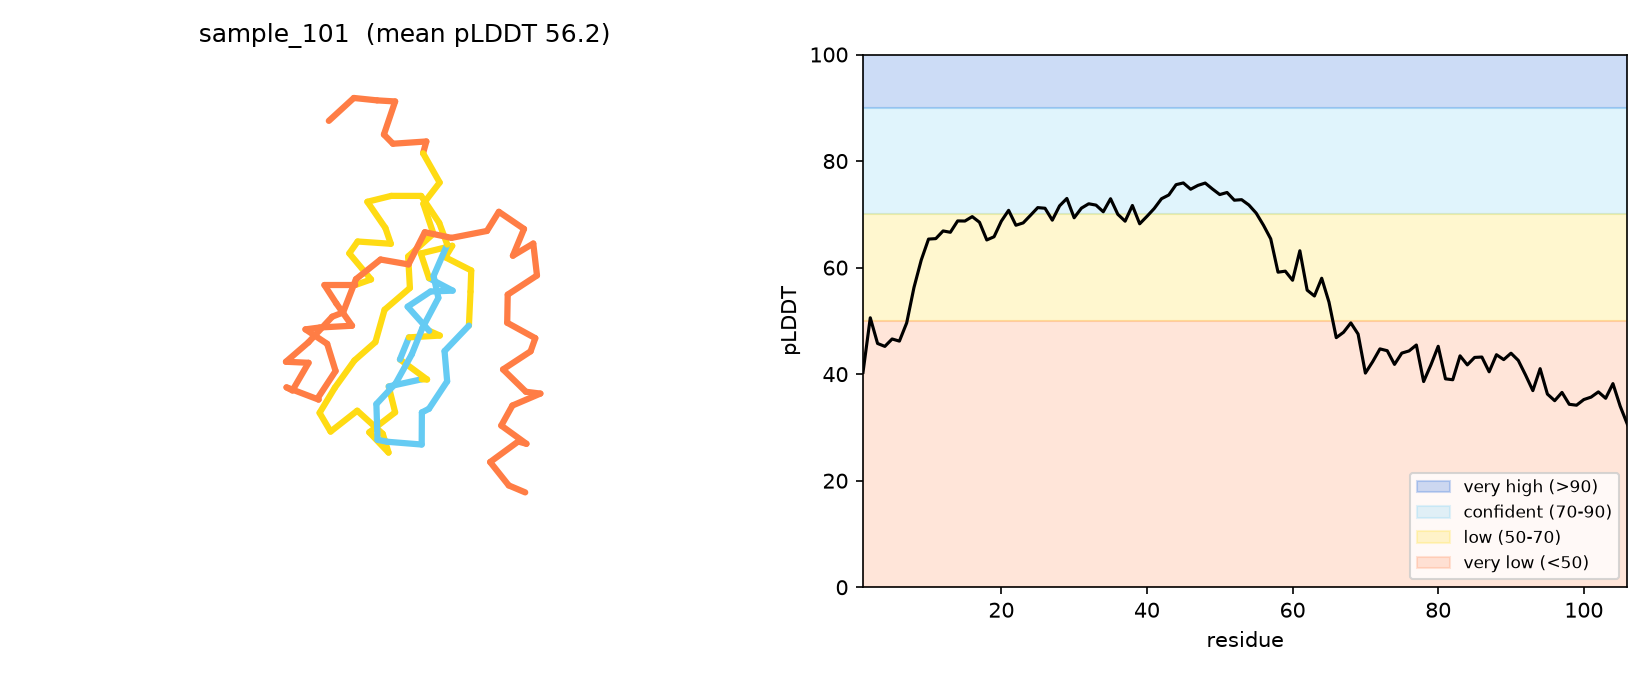 sample_101 (mean pLDDT 56.2)
100
80
60
40
20
0
pLDDT
20
40
60
80
100
residue
very high (>90)
confident (70-90)
low (50-70)
very low (<50)